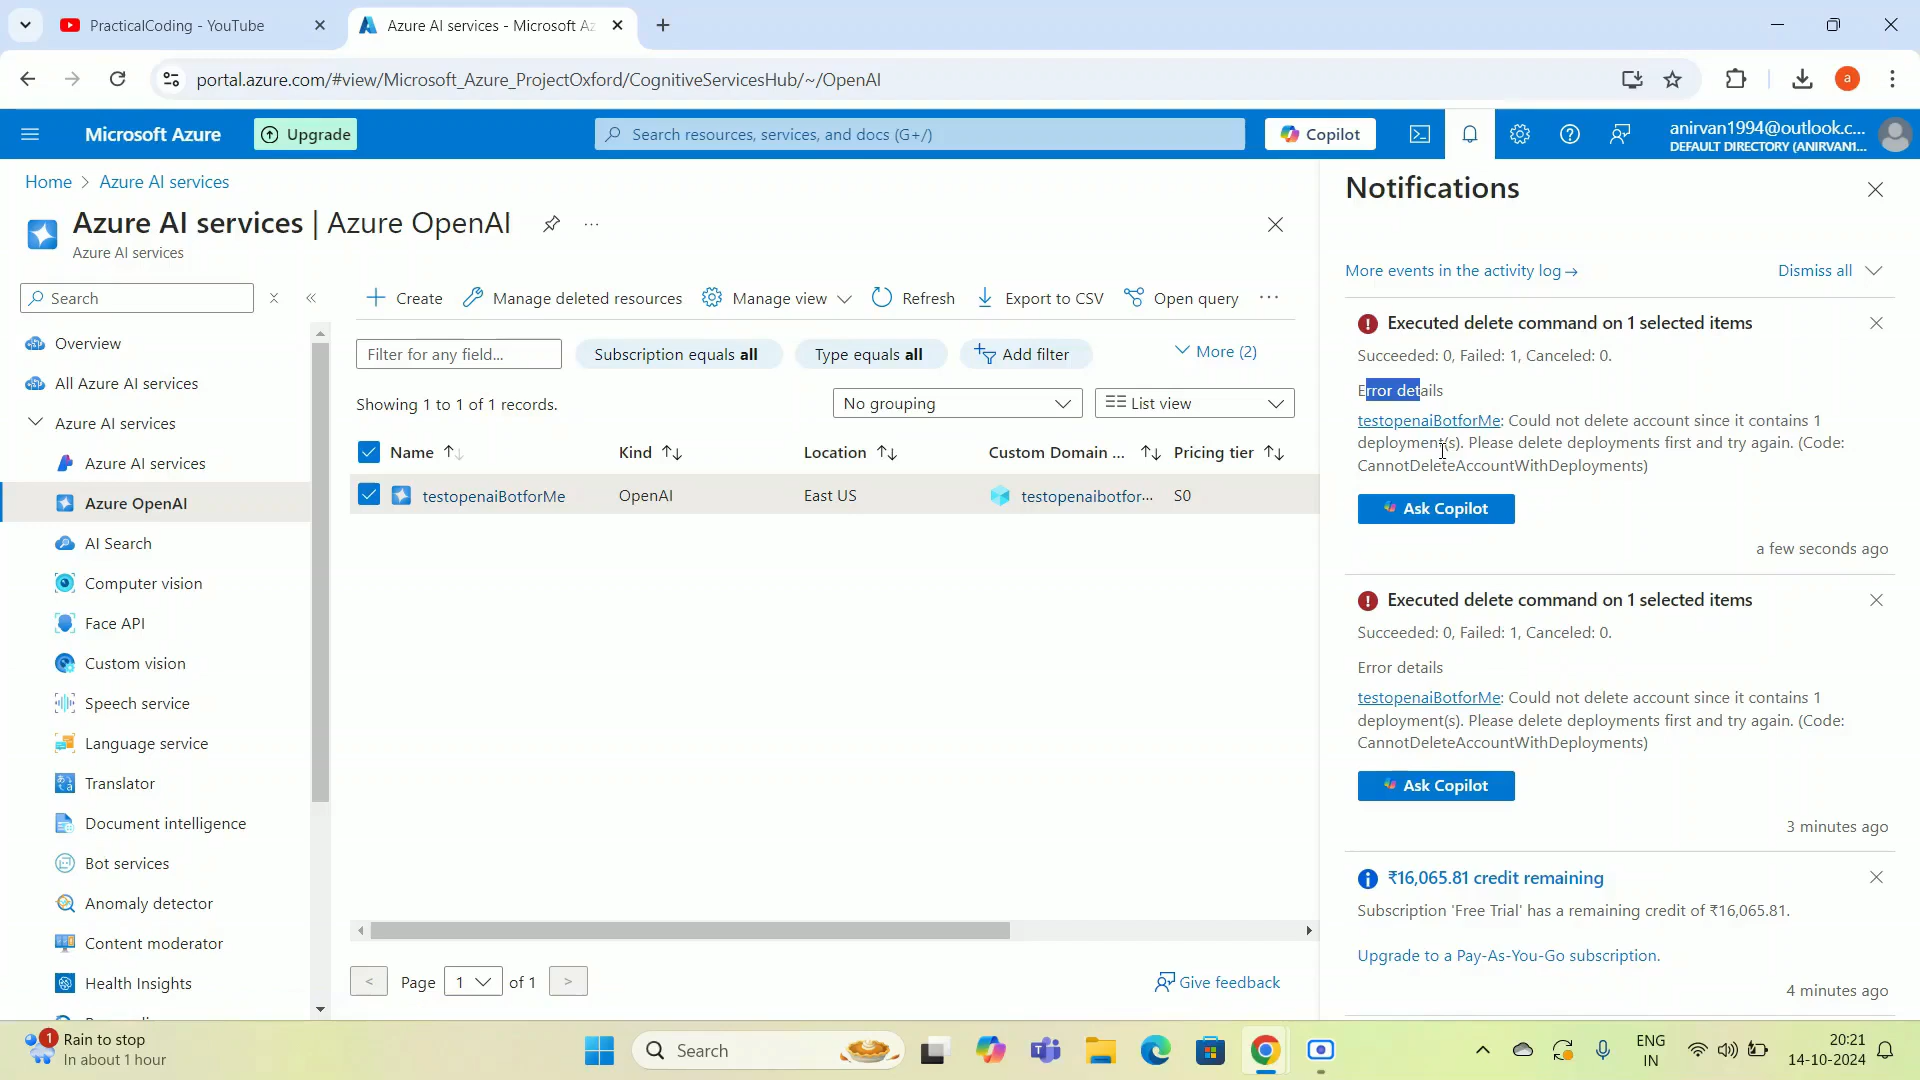 PracticalCoding - YouTube
Azure AI services - Microsoft Az
portal.azure.com/#view/Microsoft_Azure_ProjectOxford/CognitiveServicesHub/~/OpenAI
a
Microsoft Azure
Upgrade
Search resources, services, and docs (G+/)
Copilot
anirvan1994@outlook.c...
DEFAULT DIRECTORY (ANIRVAN1...
Home > Azure AI services
Azure AI services | Azure OpenAI
Azure AI services
Search
Overview
All Azure AI services
Azure AI services
Azure AI services
Azure OpenAI
AI Search
Computer vision
Face API
Custom vision
Speech service
Language service
Translator
Document intelligence
Bot services
Anomaly detector
Content moderator
Health Insights
Create
Manage deleted resources
Manage view
Refresh
Export to CSV
Open query
Filter for any field...
Subscription equals all
Type equals all
Add filter
More (2)
Showing 1 to 1 of 1 records.
No grouping
List view
Name
Kind
Location
Custom Domain ...
Pricing tier
testopenaiBotforMe
OpenAI
East US
testopenaibotfor...
S0
< Page 1 of 1 >
Give feedback
Notifications
More events in the activity log →
Dismiss all
Executed delete command on 1 selected items
Succeeded: 0, Failed: 1, Canceled: 0.
Error details
testopenaiBotforMe: Could not delete account since it contains 1
deployment(s). Please delete deployments first and try again. (Code:
CannotDeleteAccountWithDeployments)
Ask Copilot
a few seconds ago
Executed delete command on 1 selected items
Succeeded: 0, Failed: 1, Canceled: 0.
Error details
testopenaiBotforMe: Could not delete account since it contains 1
deployment(s). Please delete deployments first and try again. (Code:
CannotDeleteAccountWithDeployments)
Ask Copilot
3 minutes ago
₹16,065.81 credit remaining
Subscription 'Free Trial' has a remaining credit of ₹16,065.81.
Upgrade to a Pay-As-You-Go subscription.
4 minutes ago
1
Rain to stop
In about 1 hour
Search
ENG
IN
20:21
14-10-2024